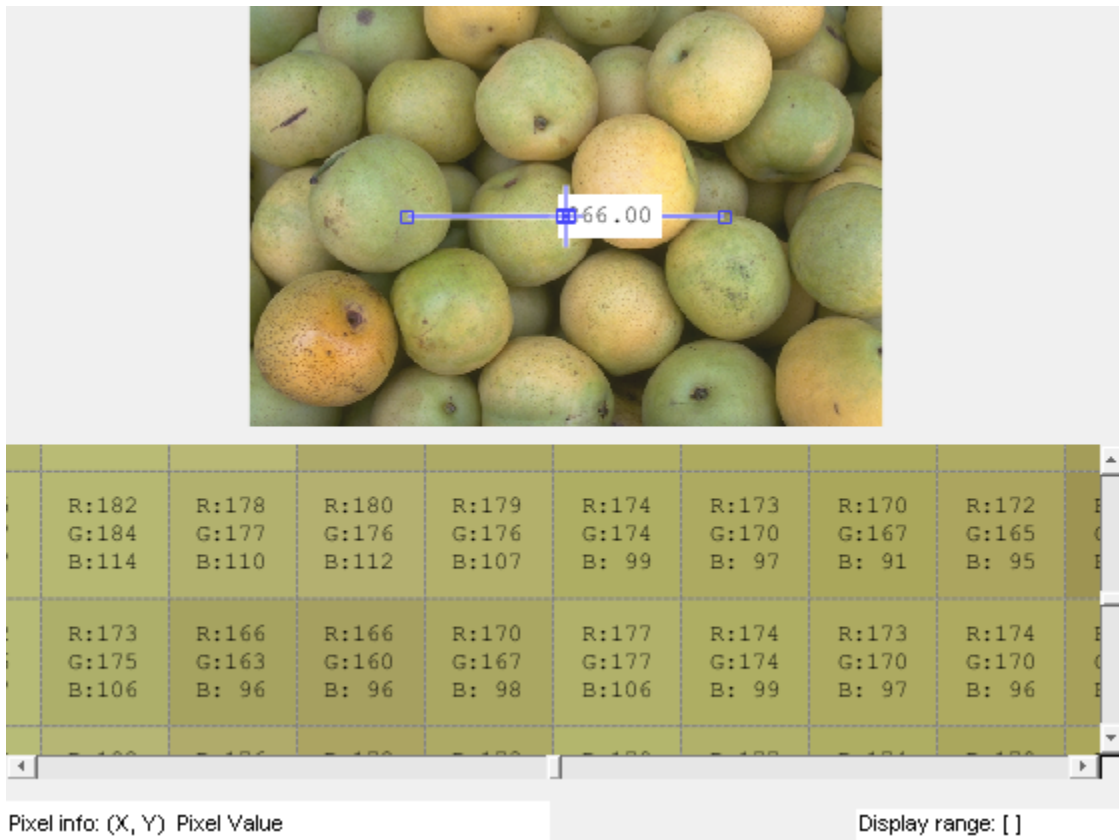 66.00
R:182 R:178 R:180 R:179 R:174 R:173 R:170 R:172
G:184 G:177 G:176 G:176 G:174 G:170 G:167 G:165
B:114 B:110 B:112 B:107 B: 99 B: 97 B: 91 B: 95
R:173 R:166 R:166 R:170 R:177 R:174 R:173 R:174
G:175 G:163 G:160 G:167 G:177 G:174 G:170 G:170
B:106 B: 96 B: 96 B: 98 B:106 B: 99 B: 97 B: 96
Pixel info: (X, Y) Pixel Value
Display range: [ ]